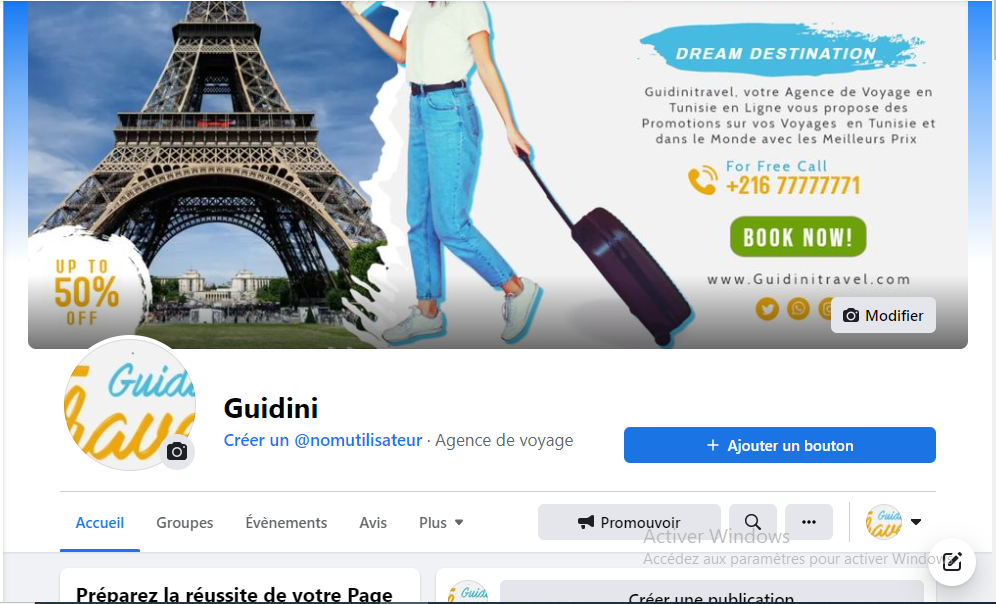 DREAM DESTINATION
Guidinitravel, votre Agence de Voyage en
Tunisie en Ligne vous propose des
Promotions sur vos Voyages en Tunisie et
dans le Monde avec les Meilleurs Prix
For Free Call
+216 77777771
BOOK NOW!
www.Guidinitravel.com
UP TO
50%
OFF
Modifier
Guidini
Créer un @nomutilisateur · Agence de voyage
+ Ajouter un bouton
Accueil Groupes Évènements Avis Plus
Promouvoir
Activer Windows
Accédez aux paramètres pour activer Windows
Préparez la réussite de votre Page
Créer une publication